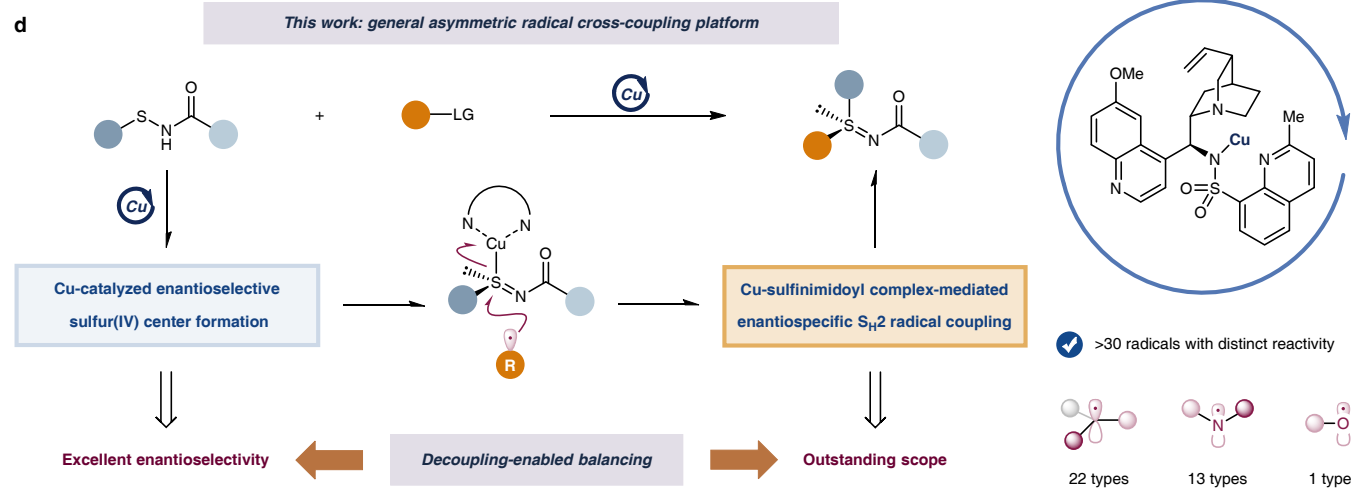 d
This work: general asymmetric radical cross-coupling platform
S
N
H
O
+
LG
Cu
S
N
O
Cu
N
N
Cu
S
N
O
R
Cu-catalyzed enantioselective
sulfur(IV) center formation
Cu-sulfinimidoyl complex-mediated
enantiospecific SH2 radical coupling
Excellent enantioselectivity
Decoupling-enabled balancing
Outstanding scope
OMe
N
N
Cu
N
Me
N
O
S
O
>30 radicals with distinct reactivity
N
O
22 types
13 types
1 type